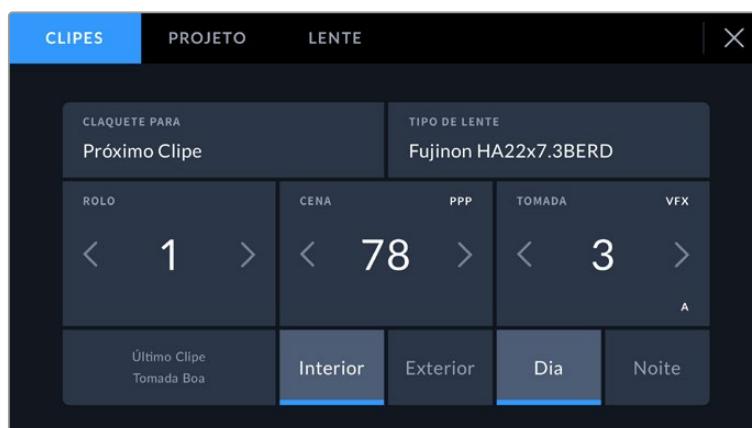 CLIPES PROJETO LENTE
CLAQUETE PARA TIPO DE LENTE
Próximo Clipe Fujinon HA22x7.3BERD
ROLO CENA PPP TOMADA VFX
1 78 3
A
Último Clipe
Tomada Boa
Interior Exterior Dia Noite